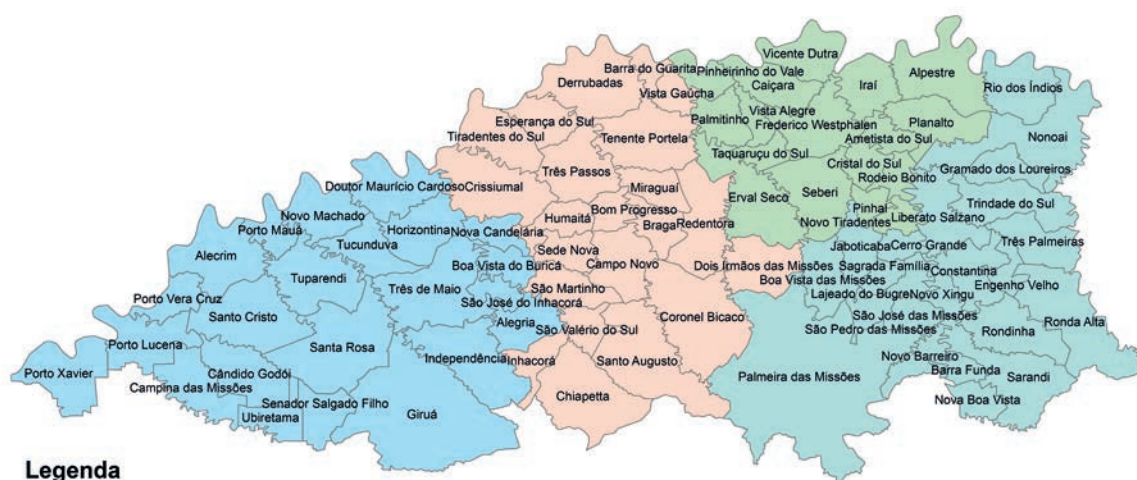 Vicente Dutra
Barra do Guarita
Pinheirinho do Vale
Alpestre
Derrubadas
Vista Gaúcha
Caiçara
Iraí
Rio dos Índios
Esperança do Sul
Palmitinho
Vista Alegre
Planalto
Tiradentes do Sul
Tenente Portela
Frederico Westphalen
Ametista do Sul
Nonoai
Taquaruçu do Sul
Cristal do Sul
Três Passos
Rodeio Bonito
Gramado dos Loureiros
Doutor Maurício Cardoso
Crissiumal
Miraguaí
Erval Seco
Seberi
Trindade do Sul
Novo Machado
Humaitá
Bom Progresso
Pinhal
Liberato Salzano
Porto Mauá
Horizontina
Nova Candelária
Braga
Redentora
Novo Tiradentes
Tucunduva
Três Palmeiras
Alecrim
Sede Nova
Jaboticaba
Cerro Grande
Boa Vista do Buricá
Campo Novo
Dois Irmãos das Missões
Sagrada Família
Constantina
Tuparendi
Três de Maio
São Martinho
Boa Vista das Missões
Engenho Velho
Porto Vera Cruz
São José do Inhacorá
Lajeado do Bugre
Novo Xingu
Santo Cristo
Alegria
Coronel Bicaco
São José das Missões
Ronda Alta
São Valério do Sul
São Pedro das Missões
Rondinha
Porto Lucena
Santa Rosa
Independência
Inhacorá
Santo Augusto
Novo Barreiro
Porto Xavier
Cândido Godói
Palmeira das Missões
Barra Funda
Sarandi
Campina das Missões
Chiapetta
Senador Salgado Filho
Nova Boa Vista
Ubiretama
Giruá
Legenda